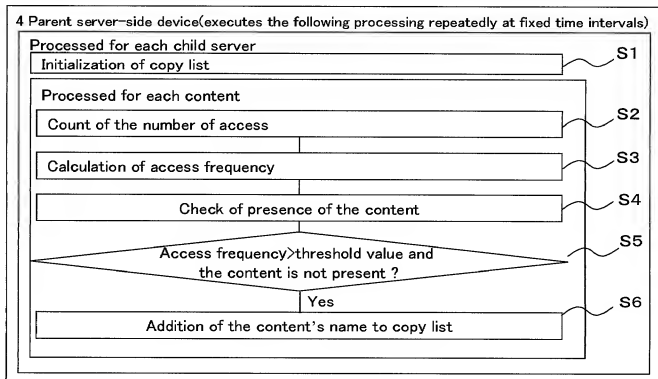 4 Parent server-side device(executes the following processing repeatedly at fixed time intervals)
Processed for each child server
Initialization of copy list
S1
Processed for each content
Count of the number of access
S2
Calculation of access frequency
S3
Check of presence of the content
S4
Access frequency>threshold value and
the content is not present ?
S5
Yes
Addition of the content's name to copy list
S6